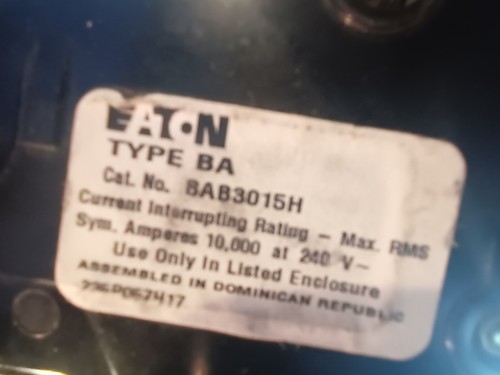 EATON
TYPE BA
Cat. No. BAB3015H
Current Interrupting Rating – Max. RMS
Sym. Amperes 10,000 at 240 V~
Use Only In Listed Enclosure
ASSEMBLED IN DOMINICAN REPUBLIC